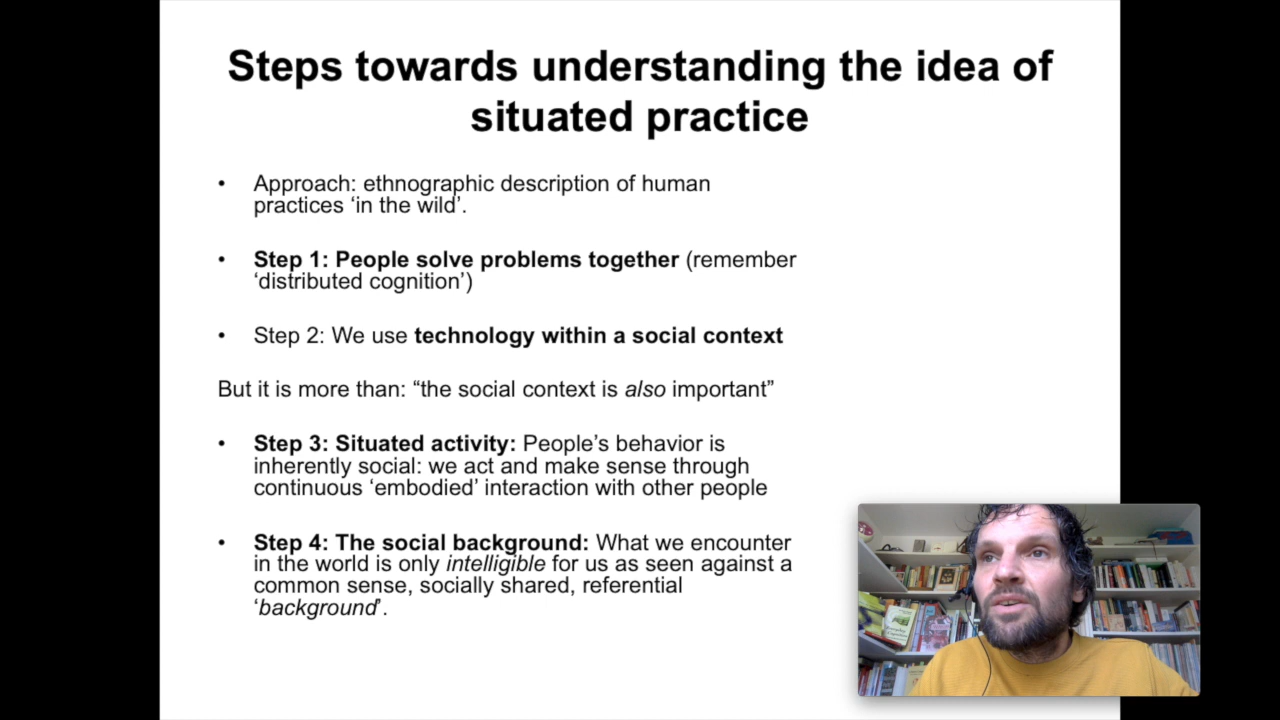 Steps towards understanding the idea of
situated practice
• Approach: ethnographic description of human
practices ‘in the wild’.
• Step 1: People solve problems together (remember
‘distributed cognition’)
• Step 2: We use technology within a social context
But it is more than: “the social context is also important”
• Step 3: Situated activity: People’s behavior is
inherently social: we act and make sense through
continuous ‘embodied’ interaction with other people
• Step 4: The social background: What we encounter
in the world is only intelligible for us as seen against a
common sense, socially shared, referential
‘background’.